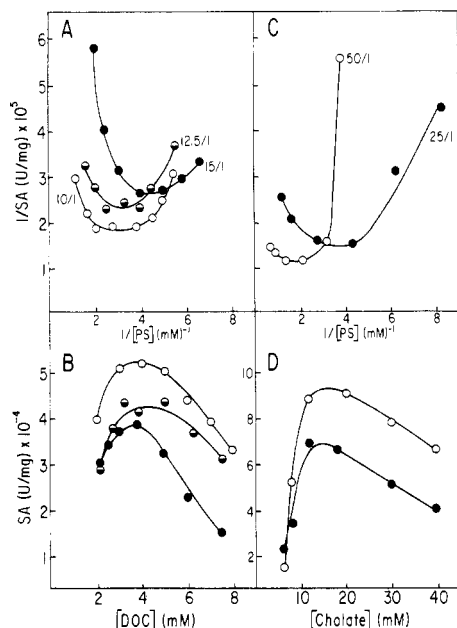 A
C
1/SA (U/mg) x 10⁵
6
5
4
3
2
1
10/1
12.5/1
15/1
50/1
25/1
2 4 6 8
1/[PS] (mM)⁻¹
2 4 6 8
1/[PS] (mM)⁻¹
B
D
SA (U/mg) x 10⁻⁴
5
4
3
2
1
10
8
6
4
2
2 4 6 8
[DOC] (mM)
10 20 30 40
[Cholate] (mM)